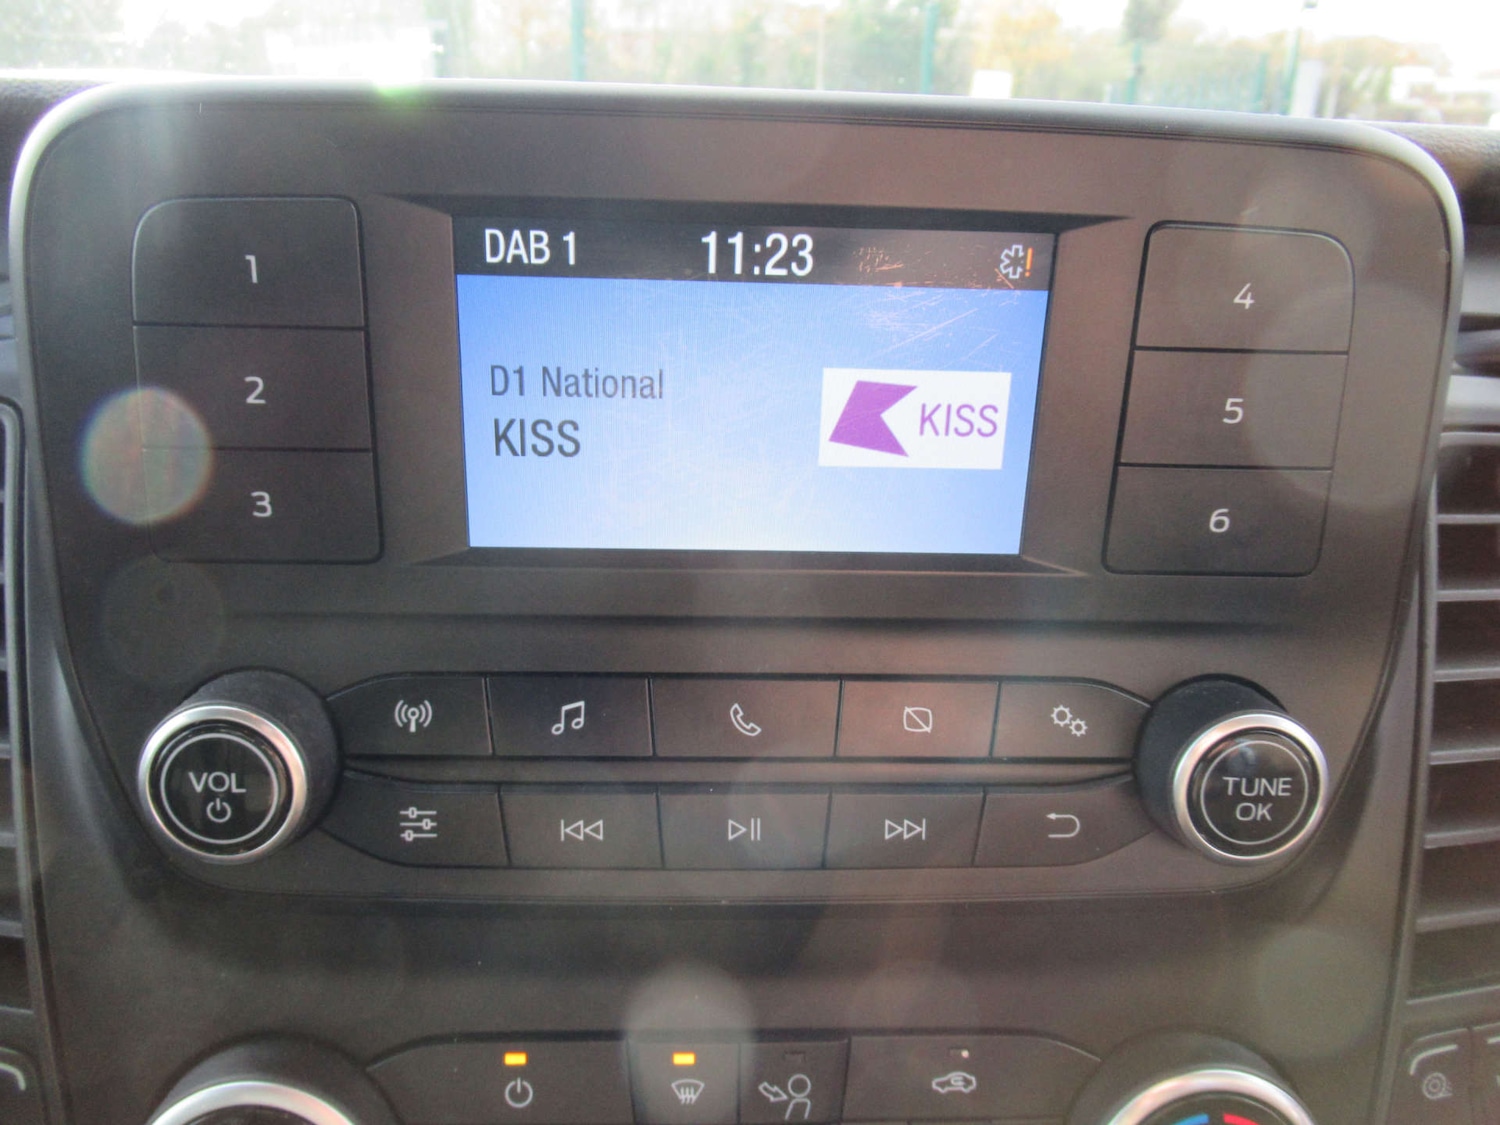 DAB 1 11:23
D1 National
KISS
KISS
1
2
3
4
5
6
VOL
TUNE
OK